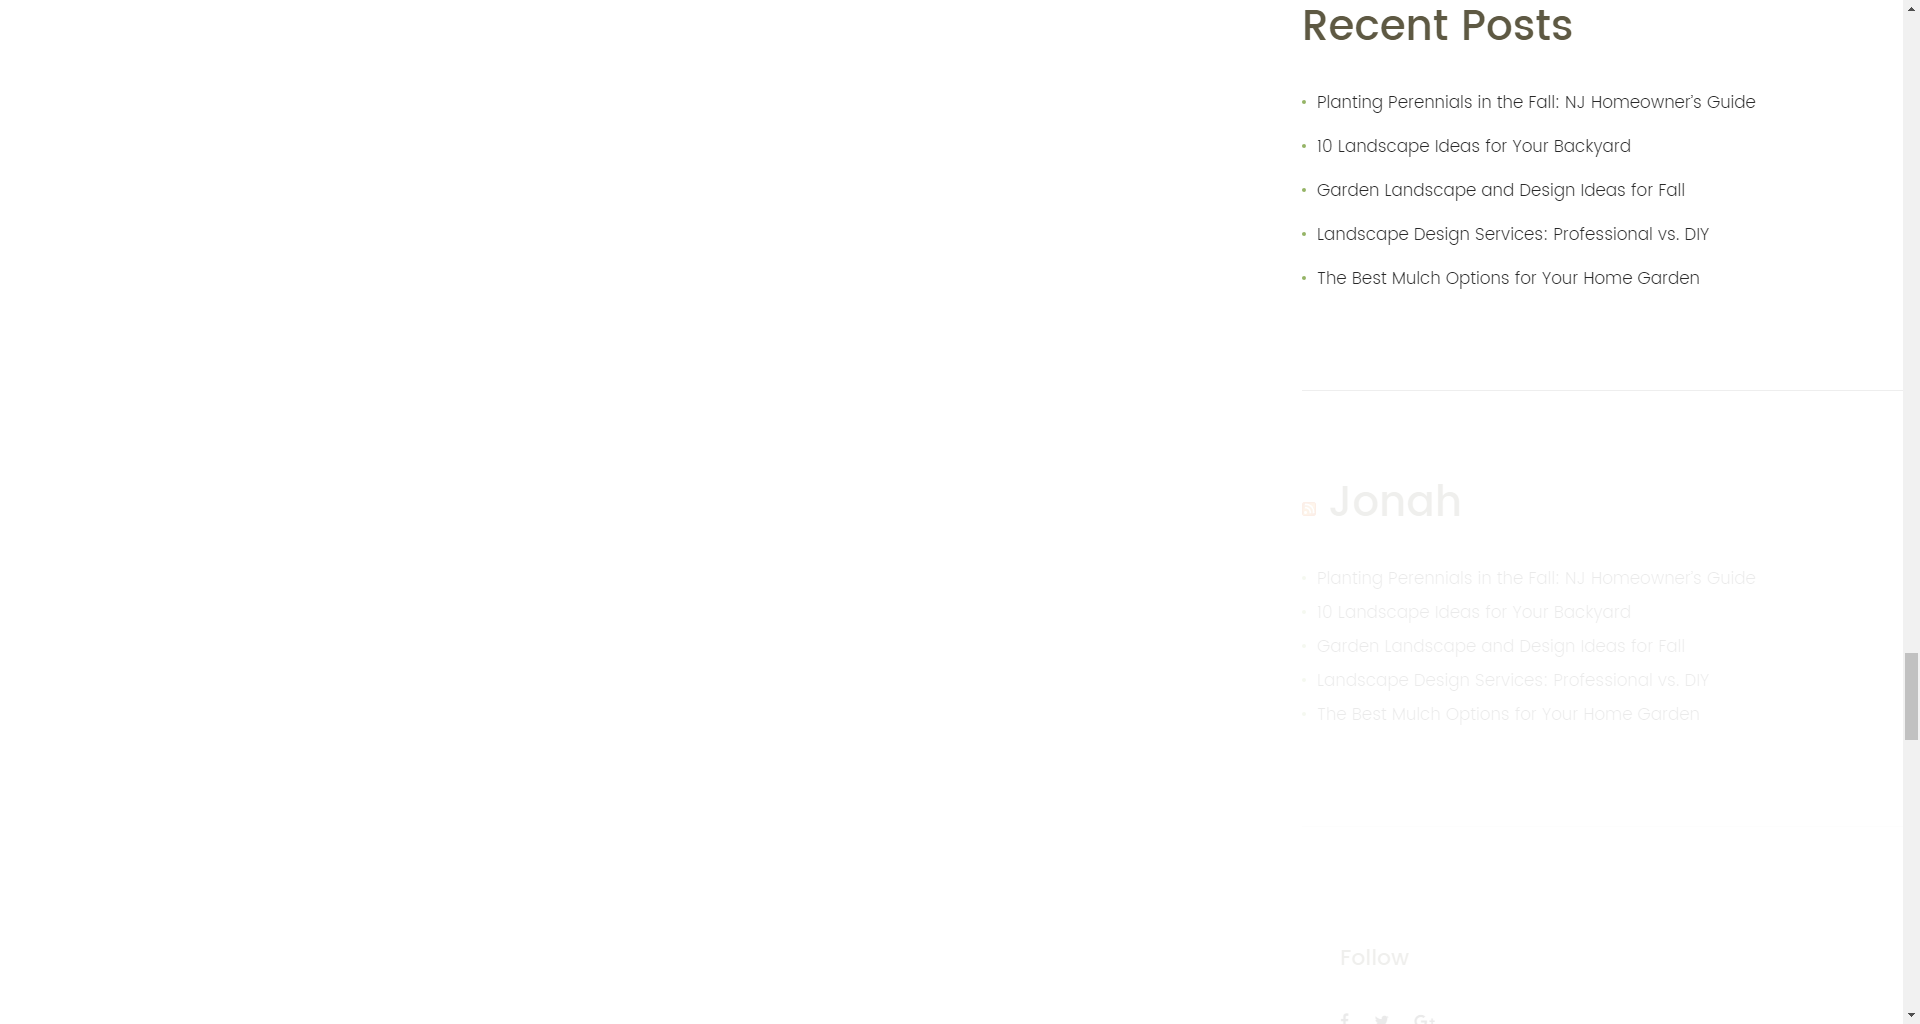 Recent Posts
Planting Perennials in the Fall: NJ Homeowner’s Guide
10 Landscape Ideas for Your Backyard
Garden Landscape and Design Ideas for Fall
Landscape Design Services: Professional vs. DIY
The Best Mulch Options for Your Home Garden
Jonah
Planting Perennials in the Fall: NJ Homeowner’s Guide
10 Landscape Ideas for Your Backyard
Garden Landscape and Design Ideas for Fall
Landscape Design Services: Professional vs. DIY
The Best Mulch Options for Your Home Garden
Follow